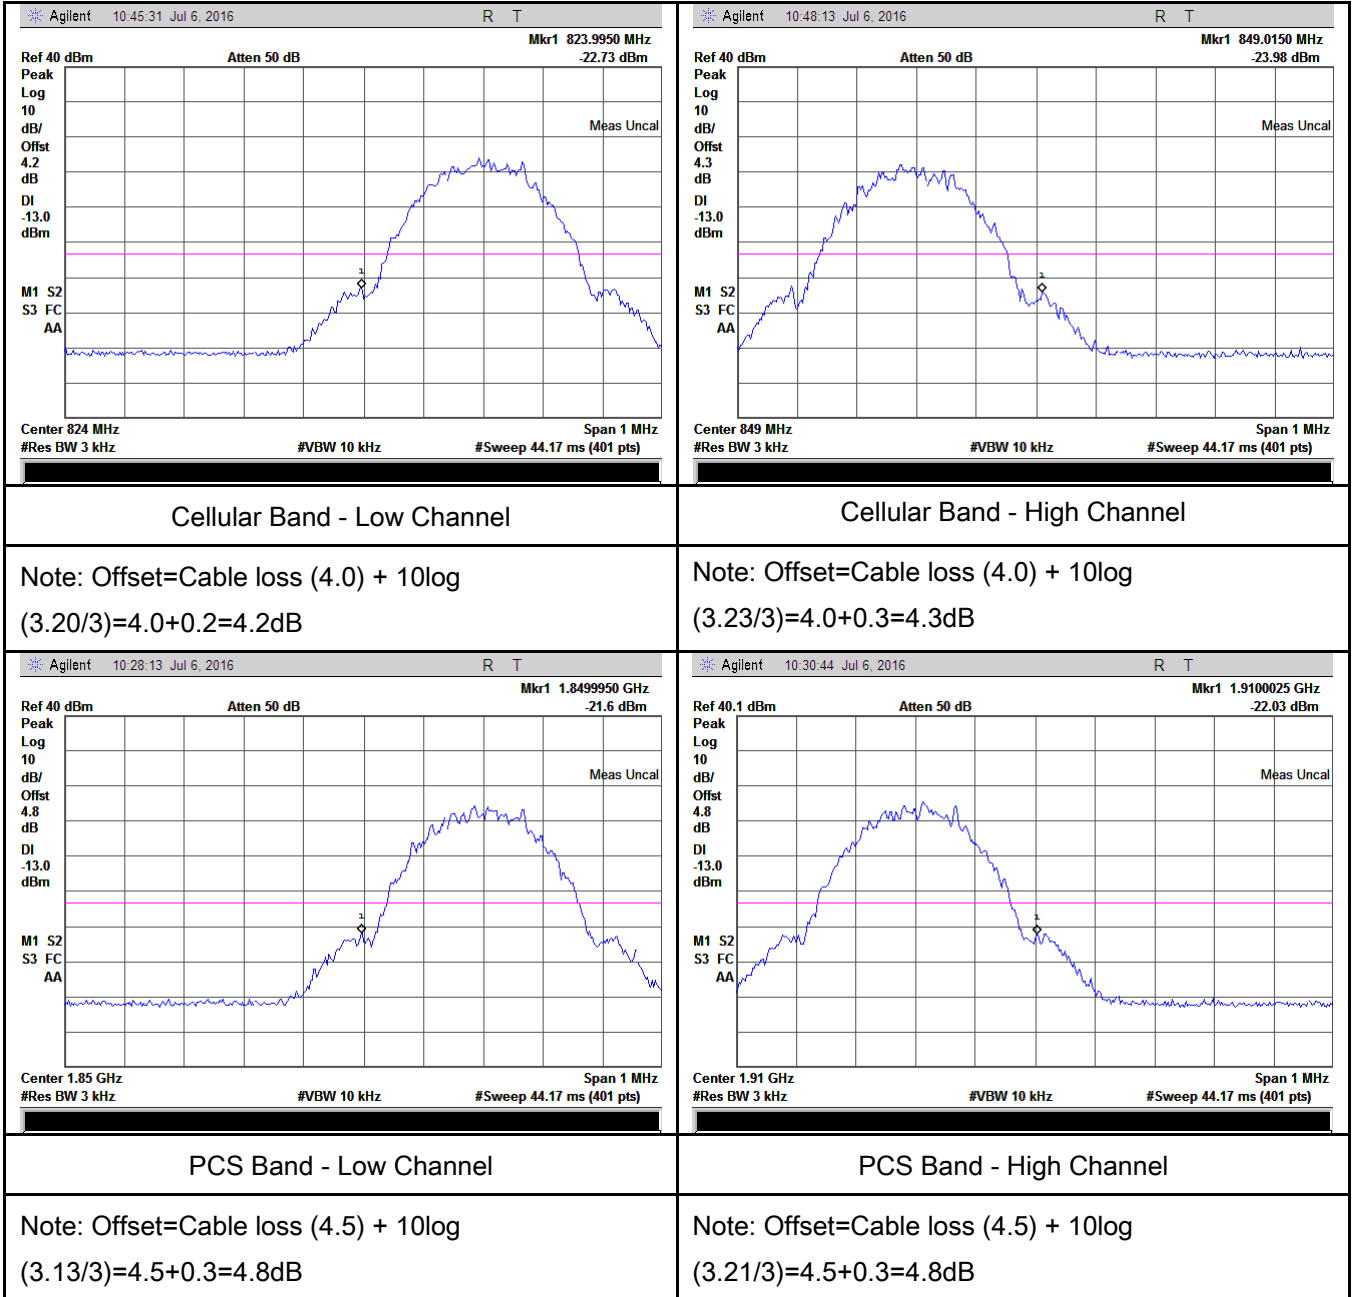 Agilent 10:45:31 Jul 6, 2016 R T
Mkr1 823.9950 MHz
Ref 40 dBm Atten 50 dB -22.73 dBm
Peak
Log
10
dB/
Offst
4.2
dB
DI
-13.0
dBm
Meas Uncal
1
M1 S2
S3 FC
AA
Center 824 MHz Span 1 MHz
#Res BW 3 kHz #VBW 10 kHz #Sweep 44.17 ms (401 pts)
Cellular Band - Low Channel
Note: Offset=Cable loss (4.0) + 10log
(3.20/3)=4.0+0.2=4.2dB
Agilent 10:48:13 Jul 6, 2016 R T
Mkr1 849.0150 MHz
Ref 40 dBm Atten 50 dB -23.98 dBm
Peak
Log
10
dB/
Offst
4.3
dB
DI
-13.0
dBm
Meas Uncal
1
M1 S2
S3 FC
AA
Center 849 MHz Span 1 MHz
#Res BW 3 kHz #VBW 10 kHz #Sweep 44.17 ms (401 pts)
Cellular Band - High Channel
Note: Offset=Cable loss (4.0) + 10log
(3.23/3)=4.0+0.3=4.3dB
Agilent 10:28:13 Jul 6, 2016 R T
Mkr1 1.8499950 GHz
Ref 40 dBm Atten 50 dB -21.6 dBm
Peak
Log
10
dB/
Offst
4.8
dB
DI
-13.0
dBm
Meas Uncal
1
M1 S2
S3 FC
AA
Center 1.85 GHz Span 1 MHz
#Res BW 3 kHz #VBW 10 kHz #Sweep 44.17 ms (401 pts)
PCS Band - Low Channel
Note: Offset=Cable loss (4.5) + 10log
(3.13/3)=4.5+0.3=4.8dB
Agilent 10:30:44 Jul 6, 2016 R T
Mkr1 1.9100025 GHz
Ref 40.1 dBm Atten 50 dB -22.03 dBm
Peak
Log
10
dB/
Offst
4.8
dB
DI
-13.0
dBm
Meas Uncal
1
M1 S2
S3 FC
AA
Center 1.91 GHz Span 1 MHz
#Res BW 3 kHz #VBW 10 kHz #Sweep 44.17 ms (401 pts)
PCS Band - High Channel
Note: Offset=Cable loss (4.5) + 10log
(3.21/3)=4.5+0.3=4.8dB